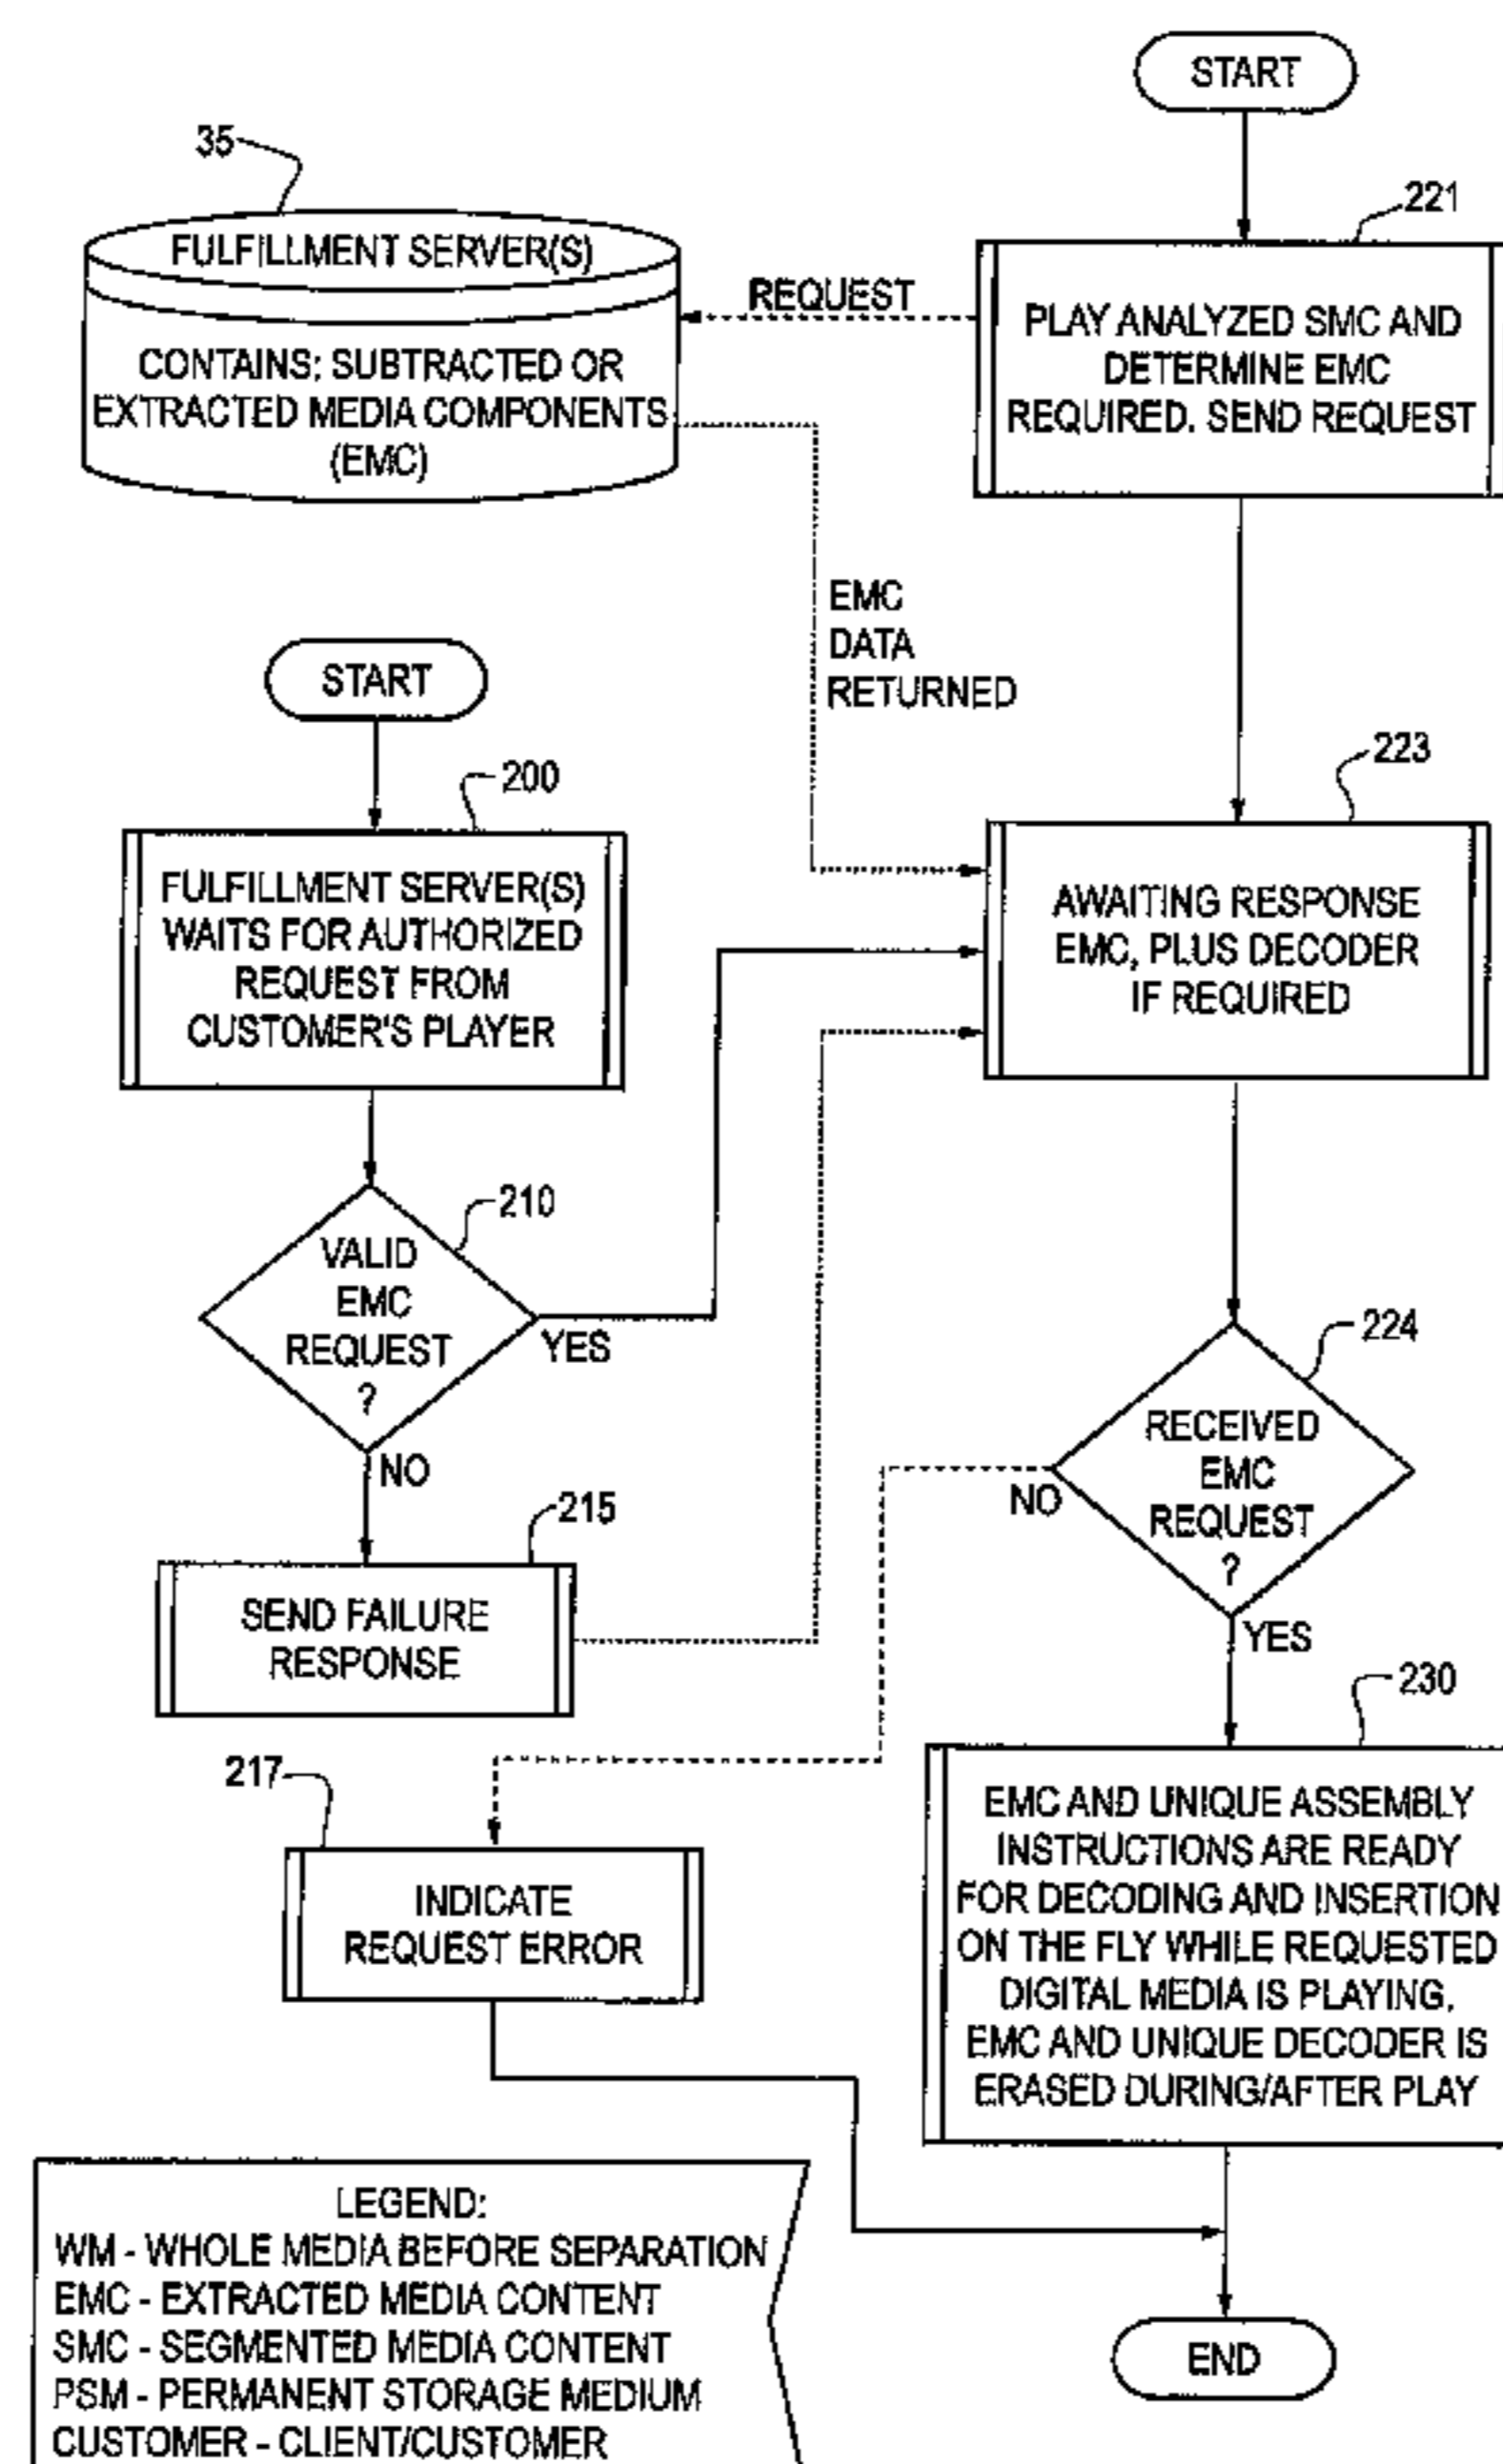 START
35
221
FULFILLMENT SERVER(S)
CONTAINS: SUBTRACTED OR
EXTRACTED MEDIA COMPONENTS
(EMC)
REQUEST
PLAY ANALYZED SMC AND
DETERMINE EMC
REQUIRED. SEND REQUEST
EMC
DATA
RETURNED
START
200
FULFILLMENT SERVER(S)
WAITS FOR AUTHORIZED
REQUEST FROM
CUSTOMER'S PLAYER
223
AWAITING RESPONSE
EMC, PLUS DECODER
IF REQUIRED
210
VALID
EMC
REQUEST
?
YES
NO
224
RECEIVED
EMC
REQUEST
?
NO
YES
215
SEND FAILURE
RESPONSE
217
INDICATE
REQUEST ERROR
230
EMC AND UNIQUE ASSEMBLY
INSTRUCTIONS ARE READY
FOR DECODING AND INSERTION
ON THE FLY WHILE REQUESTED
DIGITAL MEDIA IS PLAYING.
EMC AND UNIQUE DECODER IS
ERASED DURING/AFTER PLAY
LEGEND:
WM - WHOLE MEDIA BEFORE SEPARATION
EMC - EXTRACTED MEDIA CONTENT
SMC - SEGMENTED MEDIA CONTENT
PSM - PERMANENT STORAGE MEDIUM
CUSTOMER - CLIENT/CUSTOMER
END